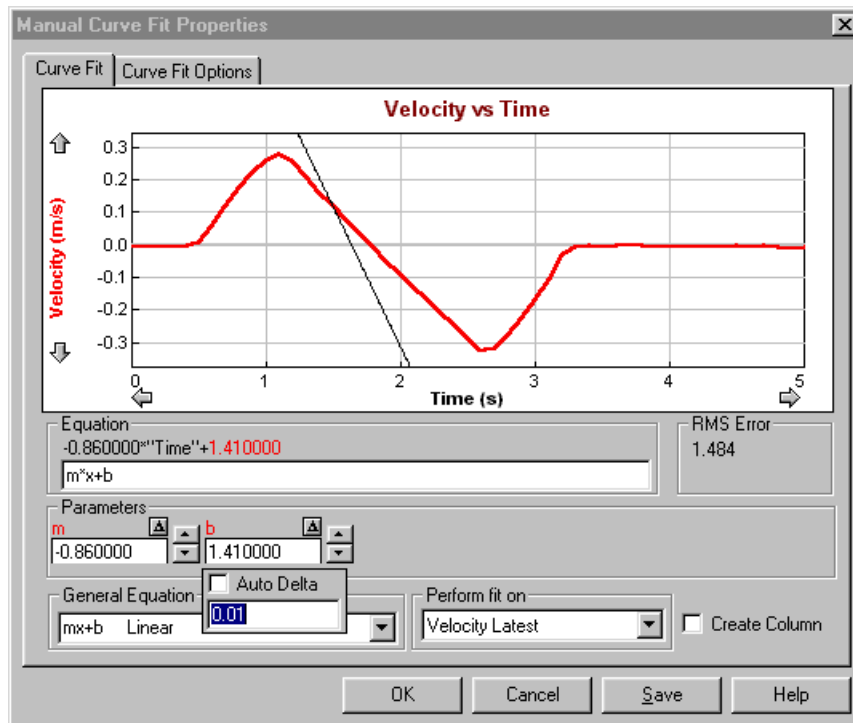 Manual Curve Fit Properties
Curve Fit Curve Fit Options
Velocity vs Time
Velocity (m/s)
0.3
0.2
0.1
0.0
-0.1
-0.2
-0.3
0 1 2 3 4 5
Time (s)
Equation
-0.860000*"Time"+1.410000
m*x+b
RMS Error
1.484
Parameters
m Δ b Δ
-0.860000 1.410000
Auto Delta
0.01
General Equation
mx+b Linear
Perform fit on
Velocity Latest
Create Column
OK Cancel Save Help